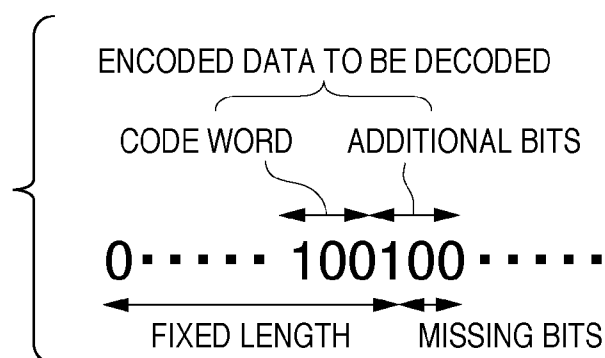 ENCODED DATA TO BE DECODED
CODE WORD ADDITIONAL BITS
0····· 100100·····
FIXED LENGTH MISSING BITS